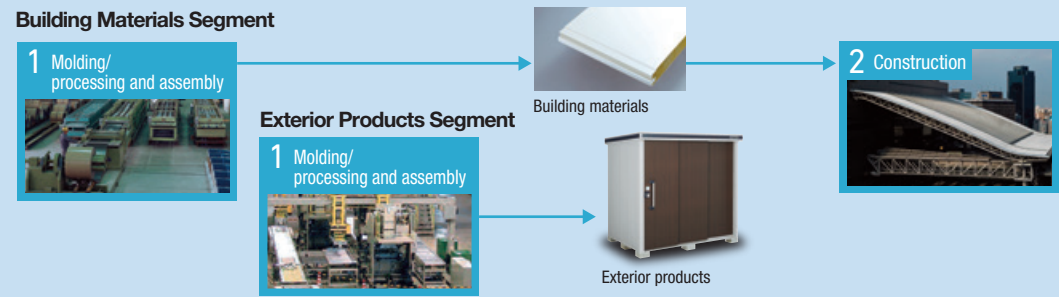 Building Materials Segment
1 Molding/
processing and assembly
Building materials
2 Construction
Exterior Products Segment
1 Molding/
processing and assembly
Exterior products